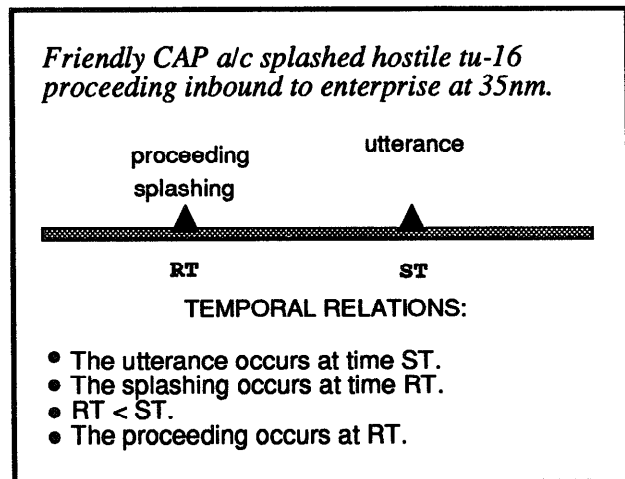 Friendly CAP a/c splashed hostile tu-16
proceeding inbound to enterprise at 35nm.
proceeding
utterance
splashing
RT
ST
TEMPORAL RELATIONS:
• The utterance occurs at time ST.
• The splashing occurs at time RT.
• RT < ST.
• The proceeding occurs at RT.